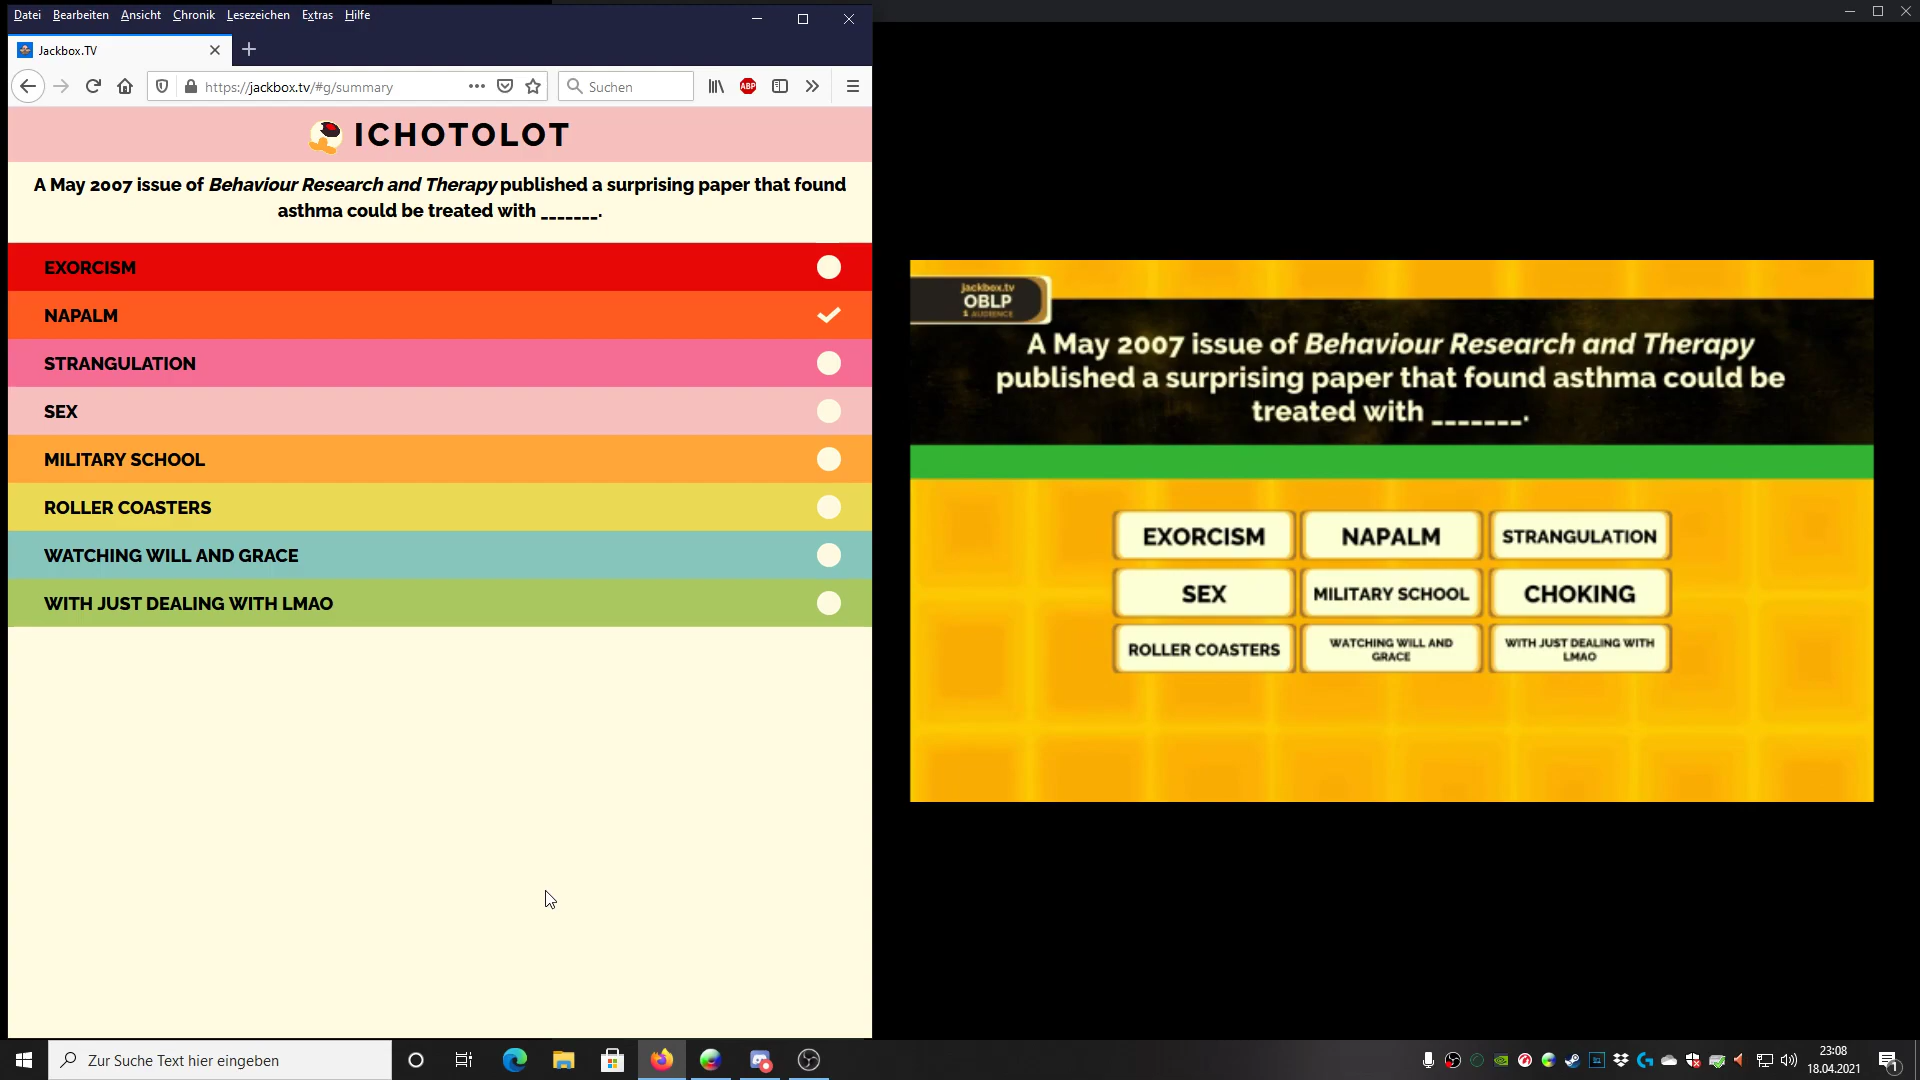 Datei Bearbeiten Ansicht Chronik Lesezeichen Extras Hilfe
Jackbox.TV
https://jackbox.tv/#g/summary
Suchen
ABP
ICHOTOLOT
A May 2007 issue of Behaviour Research and Therapy published a surprising paper that found
asthma could be treated with _______.
EXORCISM
NAPALM
STRANGULATION
SEX
MILITARY SCHOOL
ROLLER COASTERS
WATCHING WILL AND GRACE
WITH JUST DEALING WITH LMAO
jackbox.tv
OBLP
1 AUDIENCE
A May 2007 issue of Behaviour Research and Therapy
published a surprising paper that found asthma could be
treated with _______.
EXORCISM NAPALM STRANGULATION
SEX MILITARY SCHOOL CHOKING
ROLLER COASTERS WATCHING WILL AND GRACE WITH JUST DEALING WITH LMAO
Zur Suche Text hier eingeben
23:08
18.04.2021
1